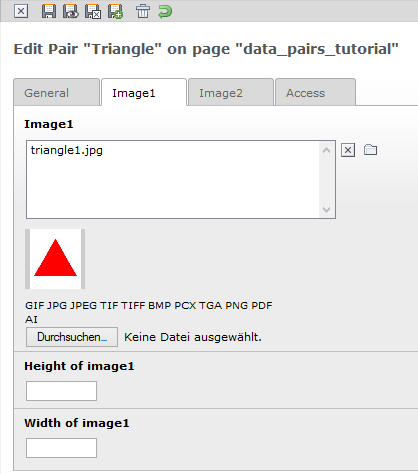 Edit Pair "Triangle" on page "data_pairs_tutorial"
General Image1 Image2 Access
Image1
triangle1.jpg
GIF JPG JPEG TIF TIFF BMP PCX TGA PNG PDF
AI
Durchsuchen... Keine Datei ausgewählt.
Height of image1
Width of image1